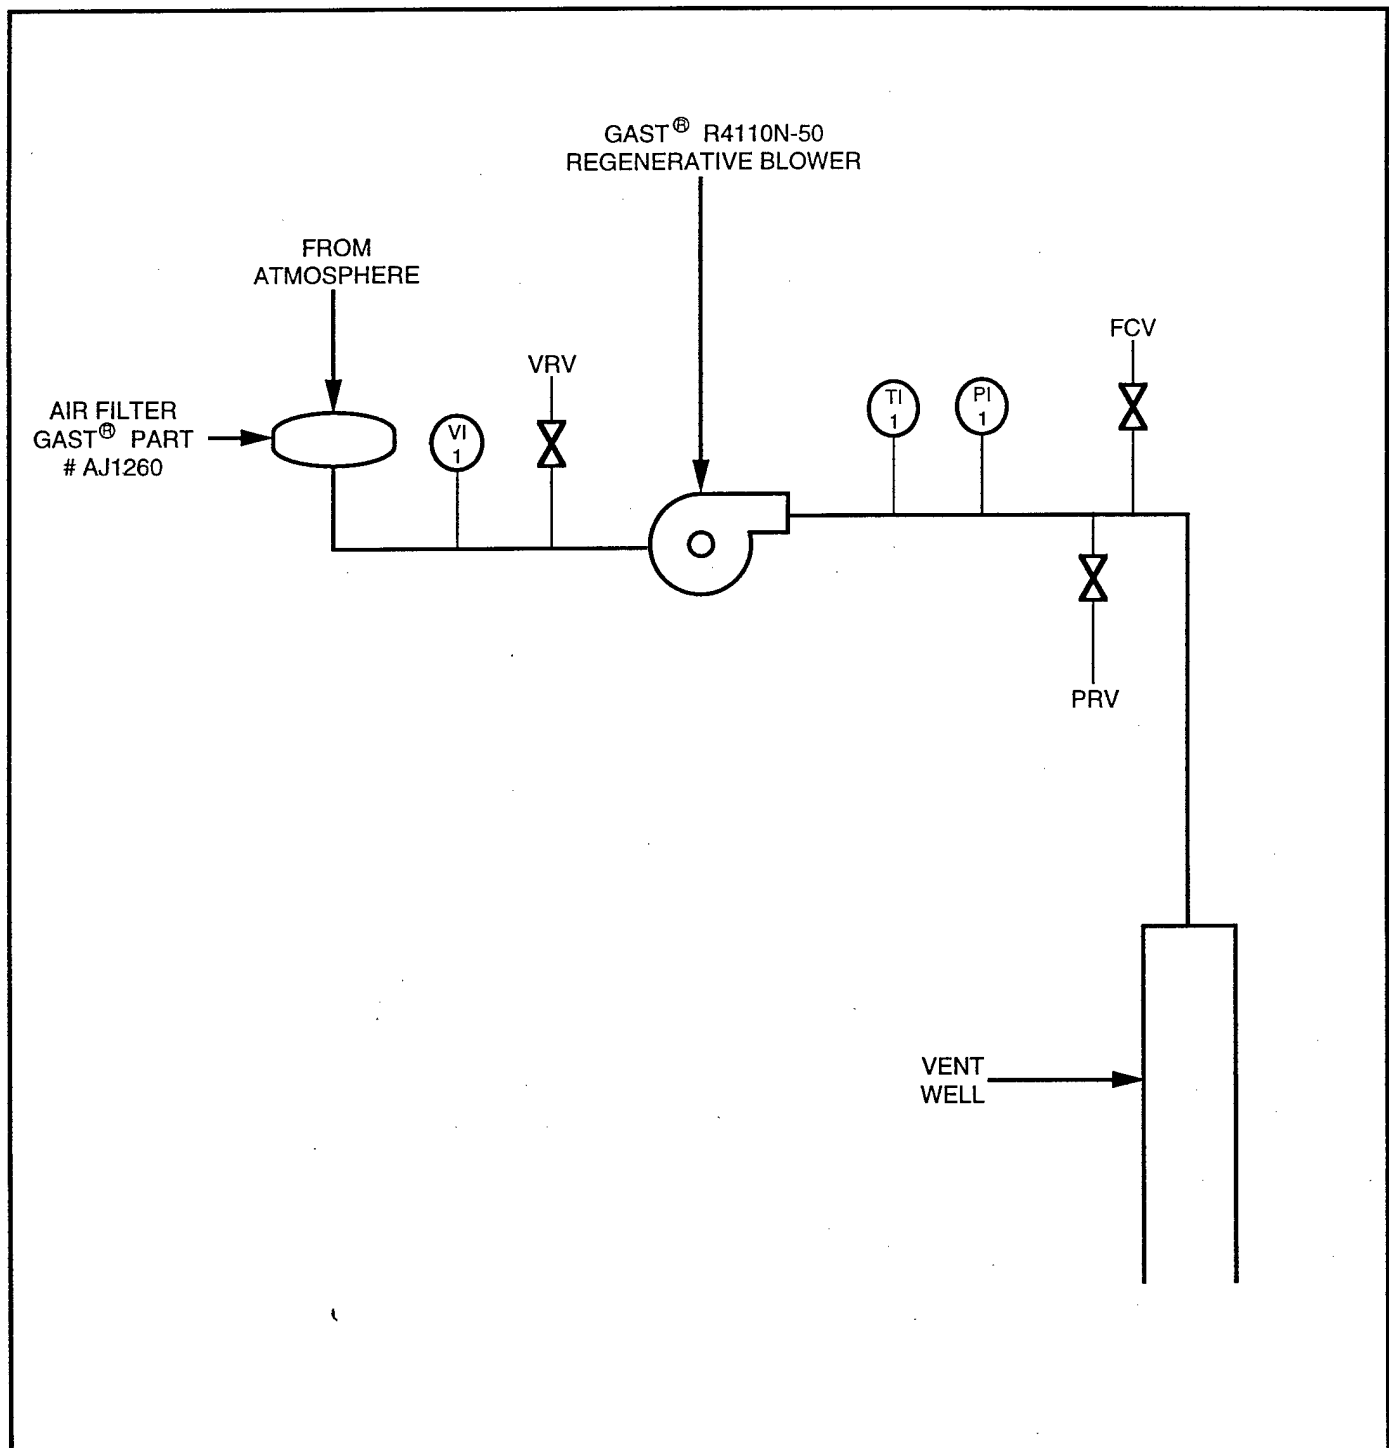 GAST® R4110N-50
REGENERATIVE BLOWER
FROM
ATMOSPHERE
FCV
VRV
TI
1
PI
1
AIR FILTER
GAST® PART
# AJ1260
VI
1
PRV
VENT
WELL